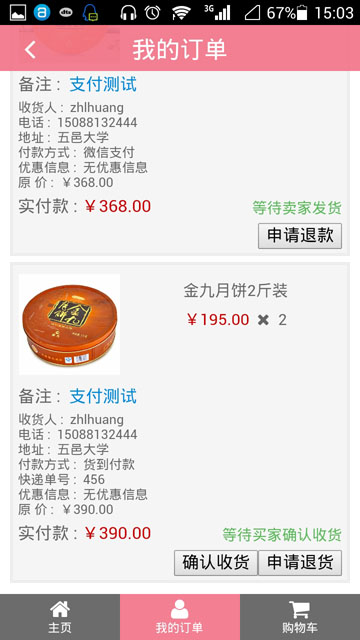 3G 67% 15:03
我的订单
备注： 支付测试
收货人： zhlhuang
电话： 15088132444
地址： 五邑大学
付款方式： 微信支付
优惠信息： 无优惠信息
原 价：￥368.00
实付款：￥368.00
等待卖家发货
申请退款
金九月饼2斤装
￥195.00 ✖ 2
备注： 支付测试
收货人： zhlhuang
电话： 15088132444
地址： 五邑大学
付款方式： 货到付款
快递单号： 456
优惠信息： 无优惠信息
原 价：￥390.00
实付款：￥390.00
等待买家确认收货
确认收货 申请退货
主页 我的订单 购物车